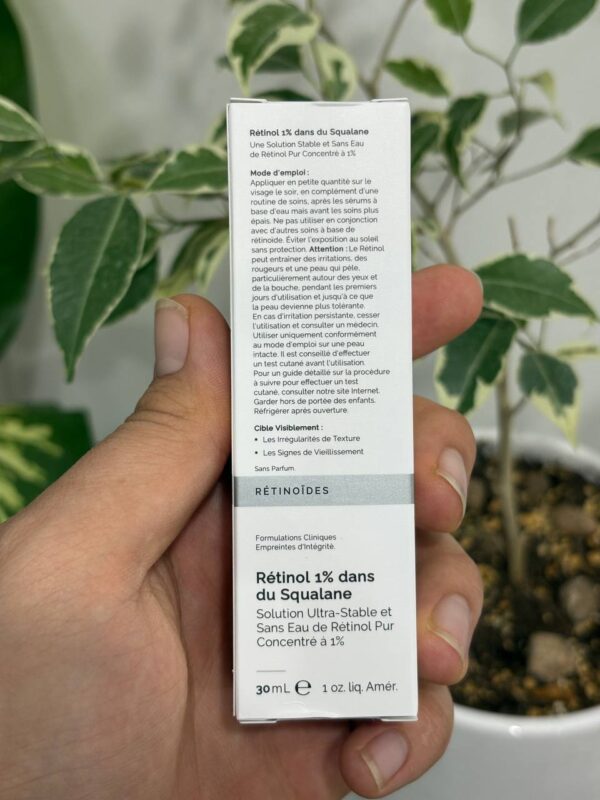 Rétinol 1% dans du Squalane
Une Solution Stable et Sans Eau
de Rétinol Pur Concentré à 1%
Mode d'emploi :
Appliquer en petite quantité sur le
visage le soir, en complément d'une
routine de soins, après les sérums à
base d'eau mais avant les soins plus
épais. Ne pas utiliser en conjonction
avec d'autres soins à base de
rétinoïde. Éviter l'exposition au soleil
sans protection. Attention : Le Rétinol
peut entraîner des irritations, des
rougeurs et une peau qui pèle,
particulièrement autour des yeux et
de la bouche, pendant les premiers
jours d'utilisation et jusqu'à ce que
la peau devienne plus tolérante.
En cas d'irritation persistante, cesser
l'utilisation et consulter un médecin.
Utiliser uniquement conformément
au mode d'emploi sur une peau
intacte. Il est conseillé d'effectuer
un test cutané avant l'utilisation.
Pour un guide détaillé sur la procédure
à suivre pour effectuer un test
cutané, consulter notre site Internet.
Garder hors de portée des enfants.
Réfrigérer après ouverture.
Cible Visiblement :
• Les Irrégularités de Texture
• Les Signes de Vieillissement
Sans Parfum.
RÉTINOÏDES
Formulations Cliniques
Empreintes d'Intégrité.
Rétinol 1% dans
du Squalane
Solution Ultra-Stable et
Sans Eau de Rétinol Pur
Concentré à 1%
30 mL ℮ 1 oz. liq. Amér.